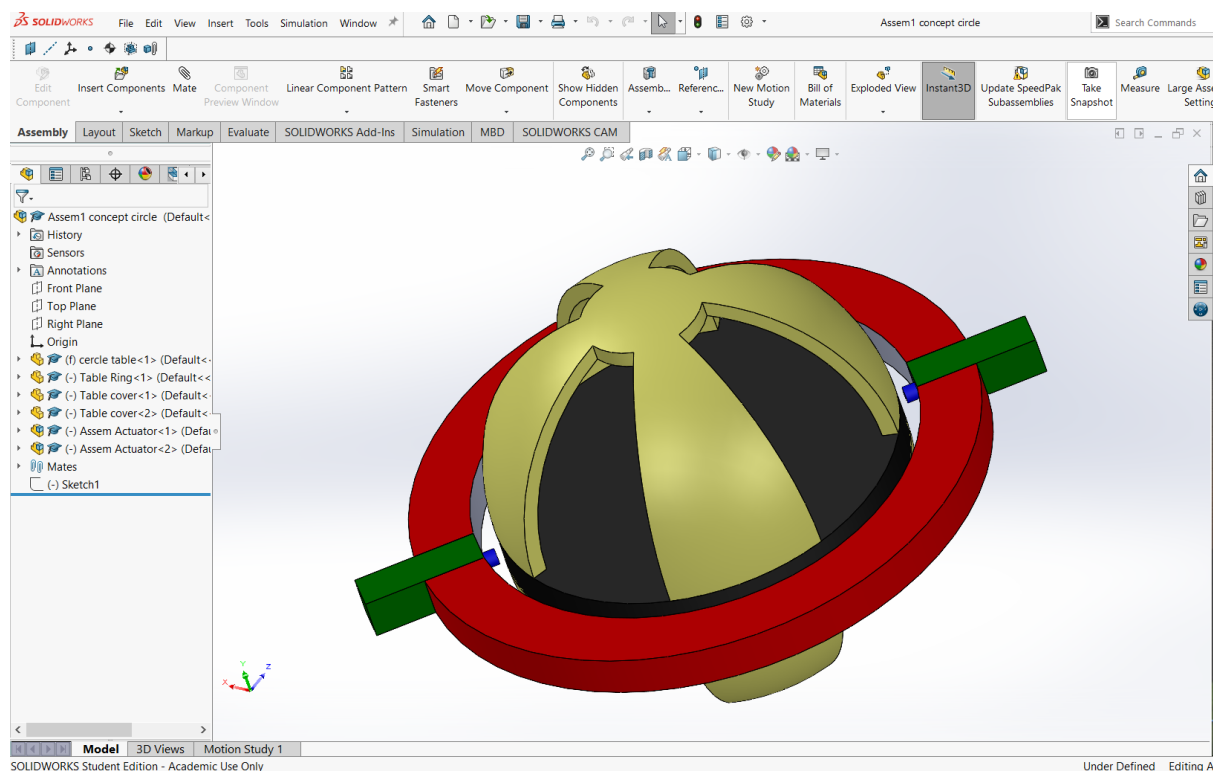 SOLIDWORKS File Edit View Insert Tools Simulation Window Assem1 concept circle Search Commands
Edit Component Insert Components Mate Component Preview Window Linear Component Pattern Smart Fasteners Move Component Show Hidden Components Assemb... Referenc... New Motion Study Bill of Materials Exploded View Instant3D Update SpeedPak Subassemblies Take Snapshot Measure Large Asse Setting
Assembly Layout Sketch Markup Evaluate SOLIDWORKS Add-Ins Simulation MBD SOLIDWORKS CAM
Assem1 concept circle (Default<
History
Sensors
Annotations
Front Plane
Top Plane
Right Plane
Origin
(f) cercle table<1> (Default<
(-) Table Ring<1> (Default<<
(-) Table cover<1> (Default<
(-) Table cover<2> (Default<
(-) Assem Actuator<1> (Defau
(-) Assem Actuator<2> (Defau
Mates
(-) Sketch1
Y
Z
X
Model 3D Views Motion Study 1
SOLIDWORKS Student Edition - Academic Use Only Under Defined Editing A